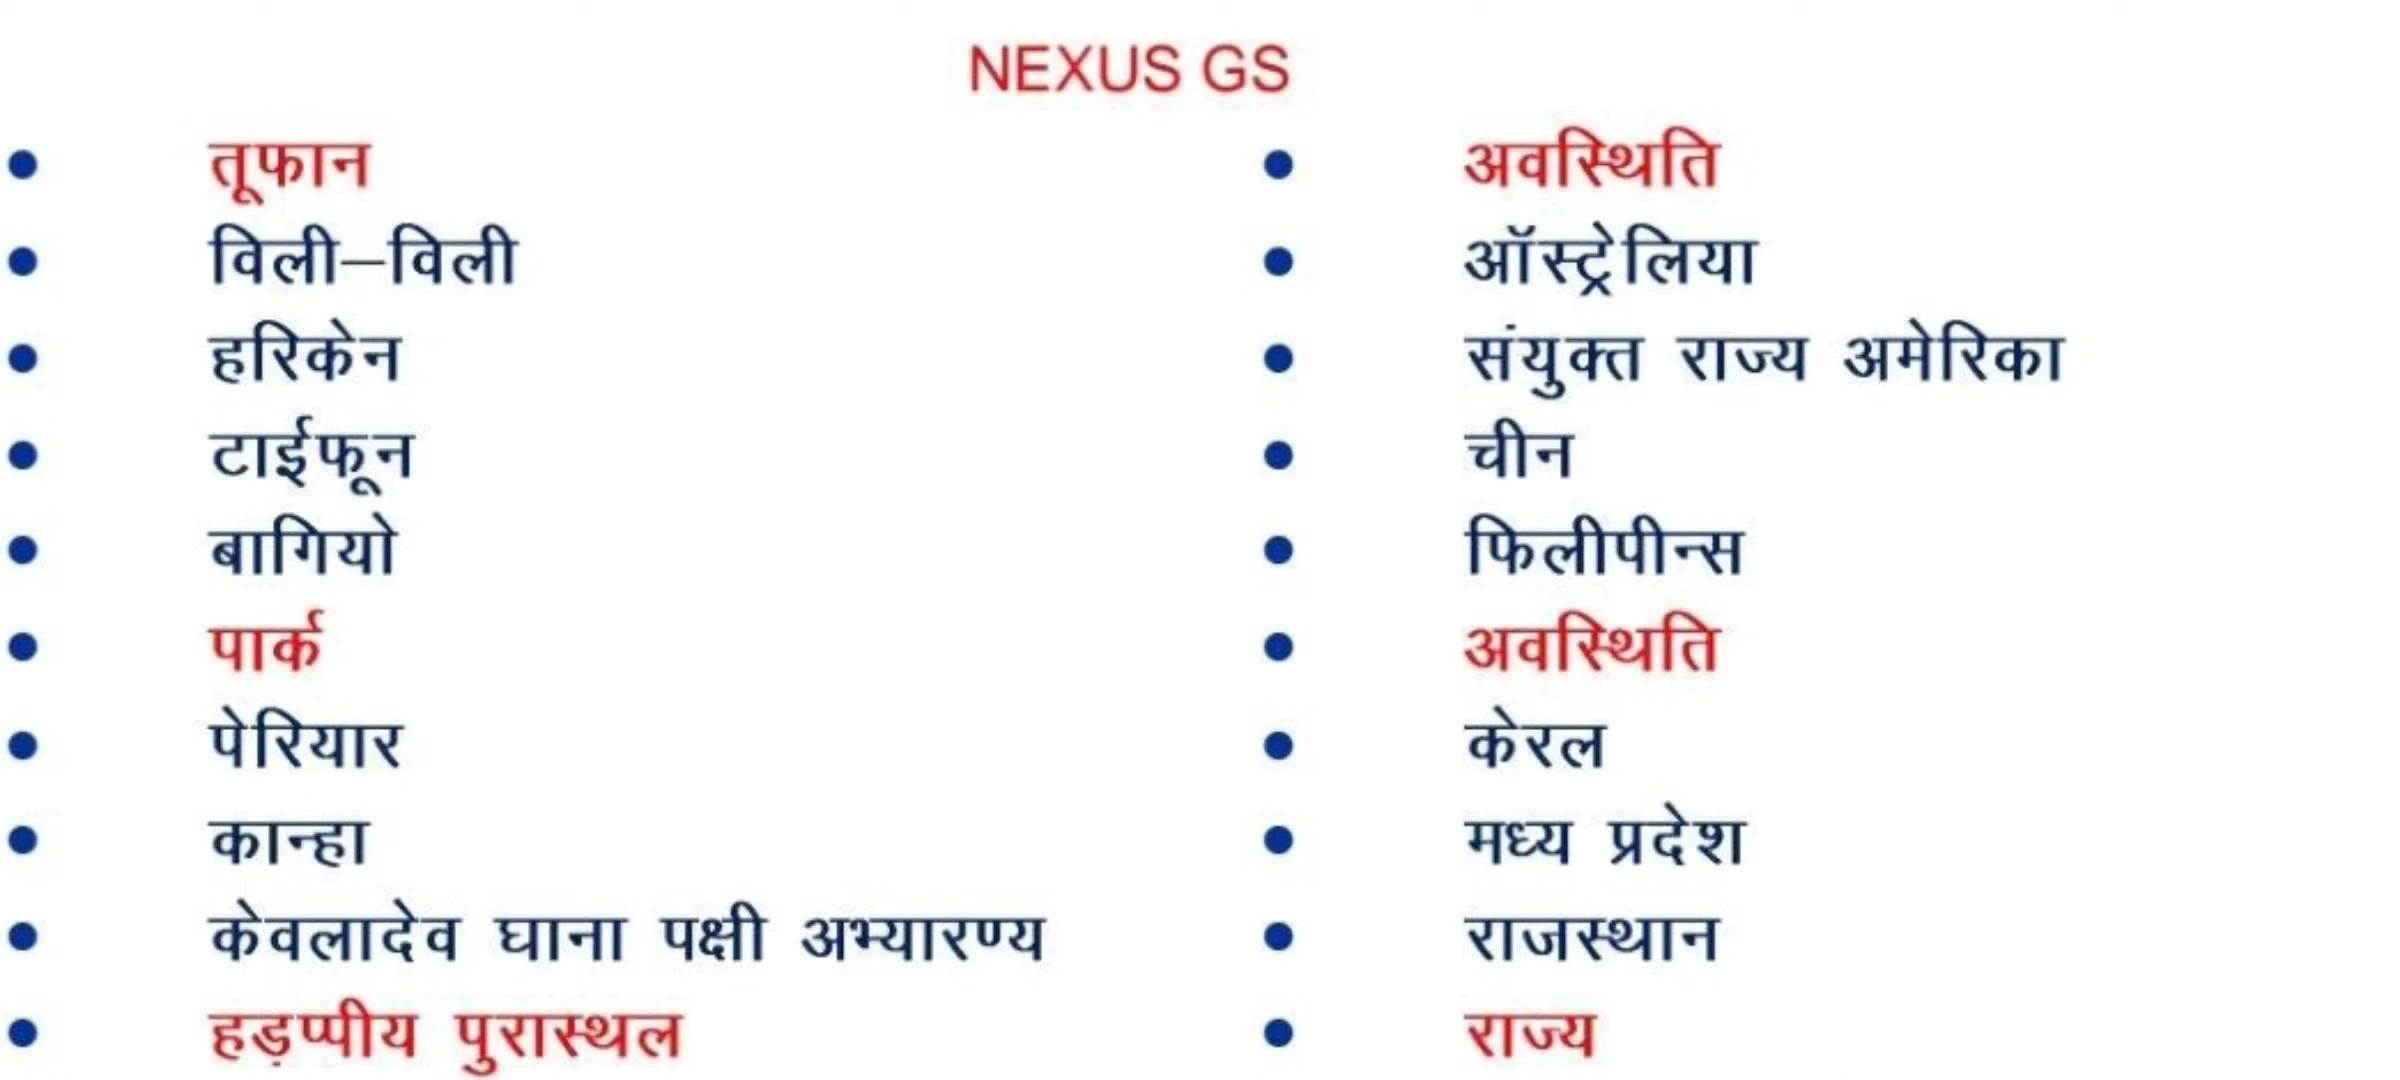 NEXUS GS
• तूफान • अवस्थिति
• विली–विली • ऑस्ट्रेलिया
• हरिकेन • संयुक्त राज्य अमेरिका
• टाईफून • चीन
• बागियो • फिलीपीन्स
• पार्क • अवस्थिति
• पेरियार • केरल
• कान्हा • मध्य प्रदेश
• केवलादेव घाना पक्षी अभ्यारण्य • राजस्थान
• हड़प्पीय पुरास्थल • राज्य